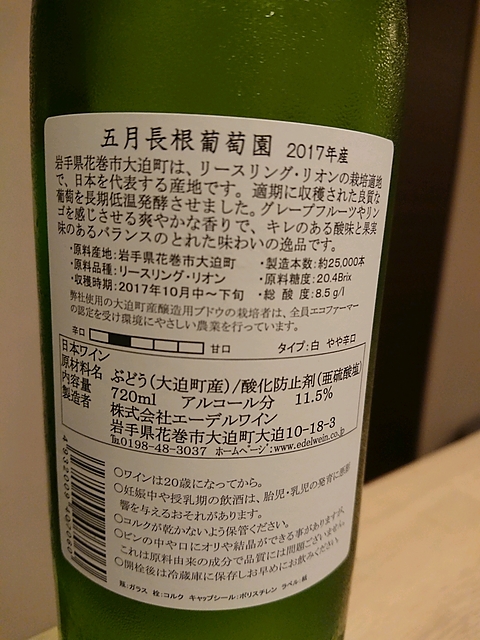 五月長根葡萄園 2017年産
岩手県花巻市大迫町は、リースリング・リオンの栽培適地
で、日本を代表する産地です。適期に収穫された良質な
葡萄を長期低温発酵させました。グレープフルーツやリン
ゴを感じさせる爽やかな香りで、キレのある酸味と果実
味のあるバランスのとれた味わいの逸品です。
・原料産地:岩手県花巻市大迫町 ・製造本数:約25,000本
・原料品種:リースリング・リオン ・原料糖度:20.4Brix
・収穫時期:2017年10月中〜下旬 ・総酸度:8.5g/l
弊社使用の大迫町産醸造用ブドウの栽培者は、全員エコファーマー
の認定を受け環境にやさしい農業を行っています。
辛口 甘口 タイプ:白 やや辛口
日本ワイン
原材料名 ぶどう(大迫町産)/酸化防止剤(亜硫酸塩)
内容量 720ml アルコール分 11.5%
製造者 株式会社エーデルワイン
岩手県花巻市大迫町大迫10-18-3
℡0198-48-3037 ホームページ:www.edelwein.co.jp
○ワインは20歳になってから。
○妊娠中や授乳期の飲酒は、胎児・乳児の発育に悪影
響を与えるおそれがあります。
○コルクが乾かないよう保管ください。
○ビンの中や口にオリや結晶ができる事がありますが、
これは原料由来の成分で品質には問題ございません。
○開栓後は冷蔵庫に保存しお早めにお飲みください。
瓶:ガラス 栓:コルク キャップシール:ポリスチレン ラベル:紙